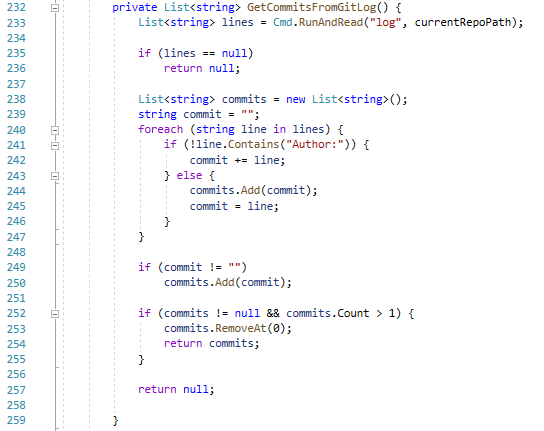 232 private List<string> GetCommitsFromGitLog() {
233 List<string> lines = Cmd.RunAndRead("log", currentRepoPath);
234
235 if (lines == null)
236 return null;
237
238 List<string> commits = new List<string>();
239 string commit = "";
240 foreach (string line in lines) {
241 if (!line.Contains("Author:")) {
242 commit += line;
243 } else {
244 commits.Add(commit);
245 commit = line;
246 }
247 }
248
249 if (commit != "")
250 commits.Add(commit);
251
252 if (commits != null && commits.Count > 1) {
253 commits.RemoveAt(0);
254 return commits;
255 }
256
257 return null;
258
259 }